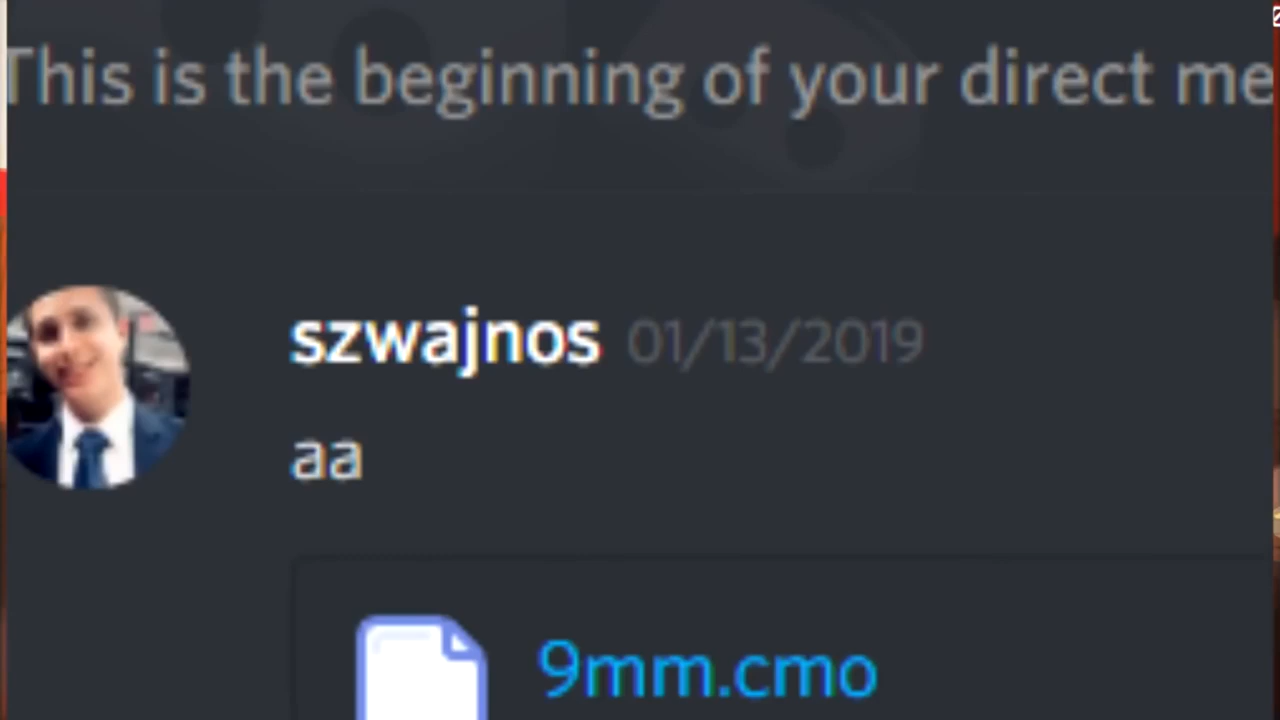 This is the beginning of your direct me
szwajnos 01/13/2019
aa
9mm.cmo